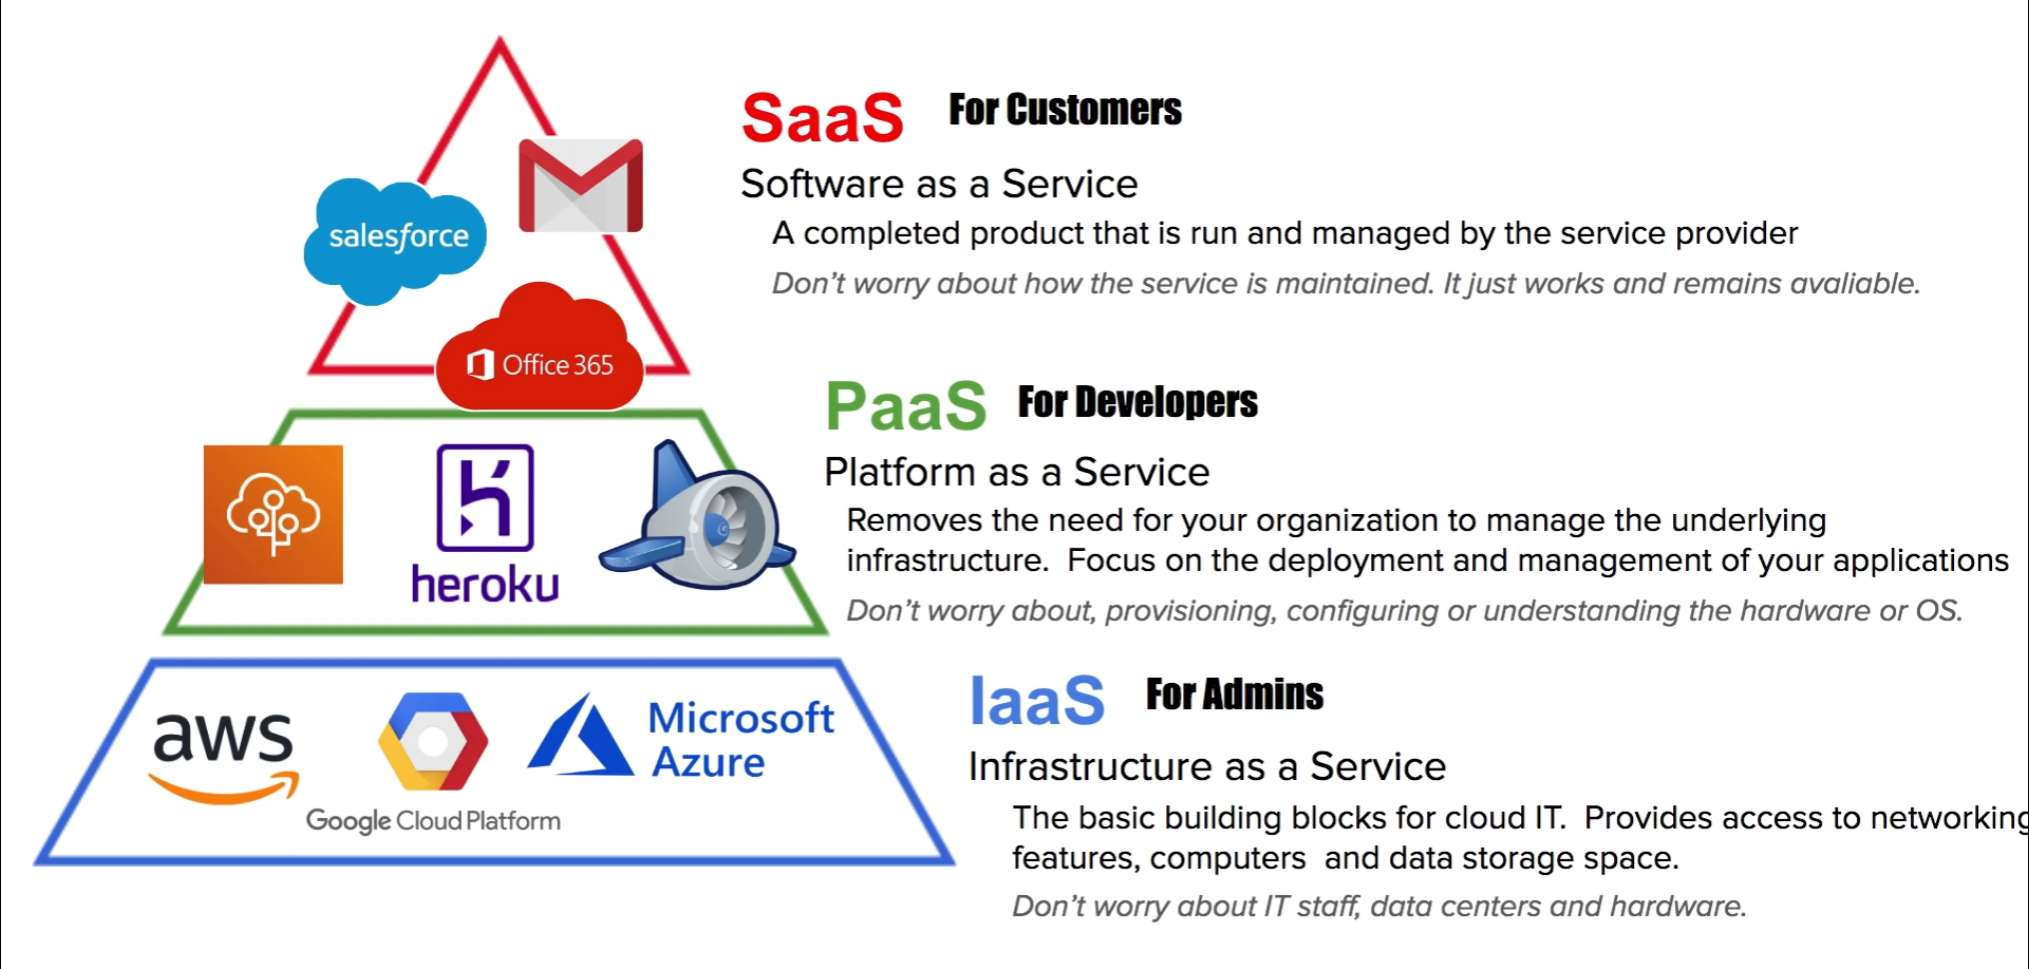 SaaS For Customers
Software as a Service
A completed product that is run and managed by the service provider
Don't worry about how the service is maintained. It just works and remains avaliable.
salesforce
Office 365
PaaS For Developers
Platform as a Service
Removes the need for your organization to manage the underlying
infrastructure. Focus on the deployment and management of your applications
Don't worry about, provisioning, configuring or understanding the hardware or OS.
heroku
IaaS For Admins
Infrastructure as a Service
The basic building blocks for cloud IT. Provides access to networking
features, computers and data storage space.
Don't worry about IT staff, data centers and hardware.
aws
Google Cloud Platform
Microsoft
Azure